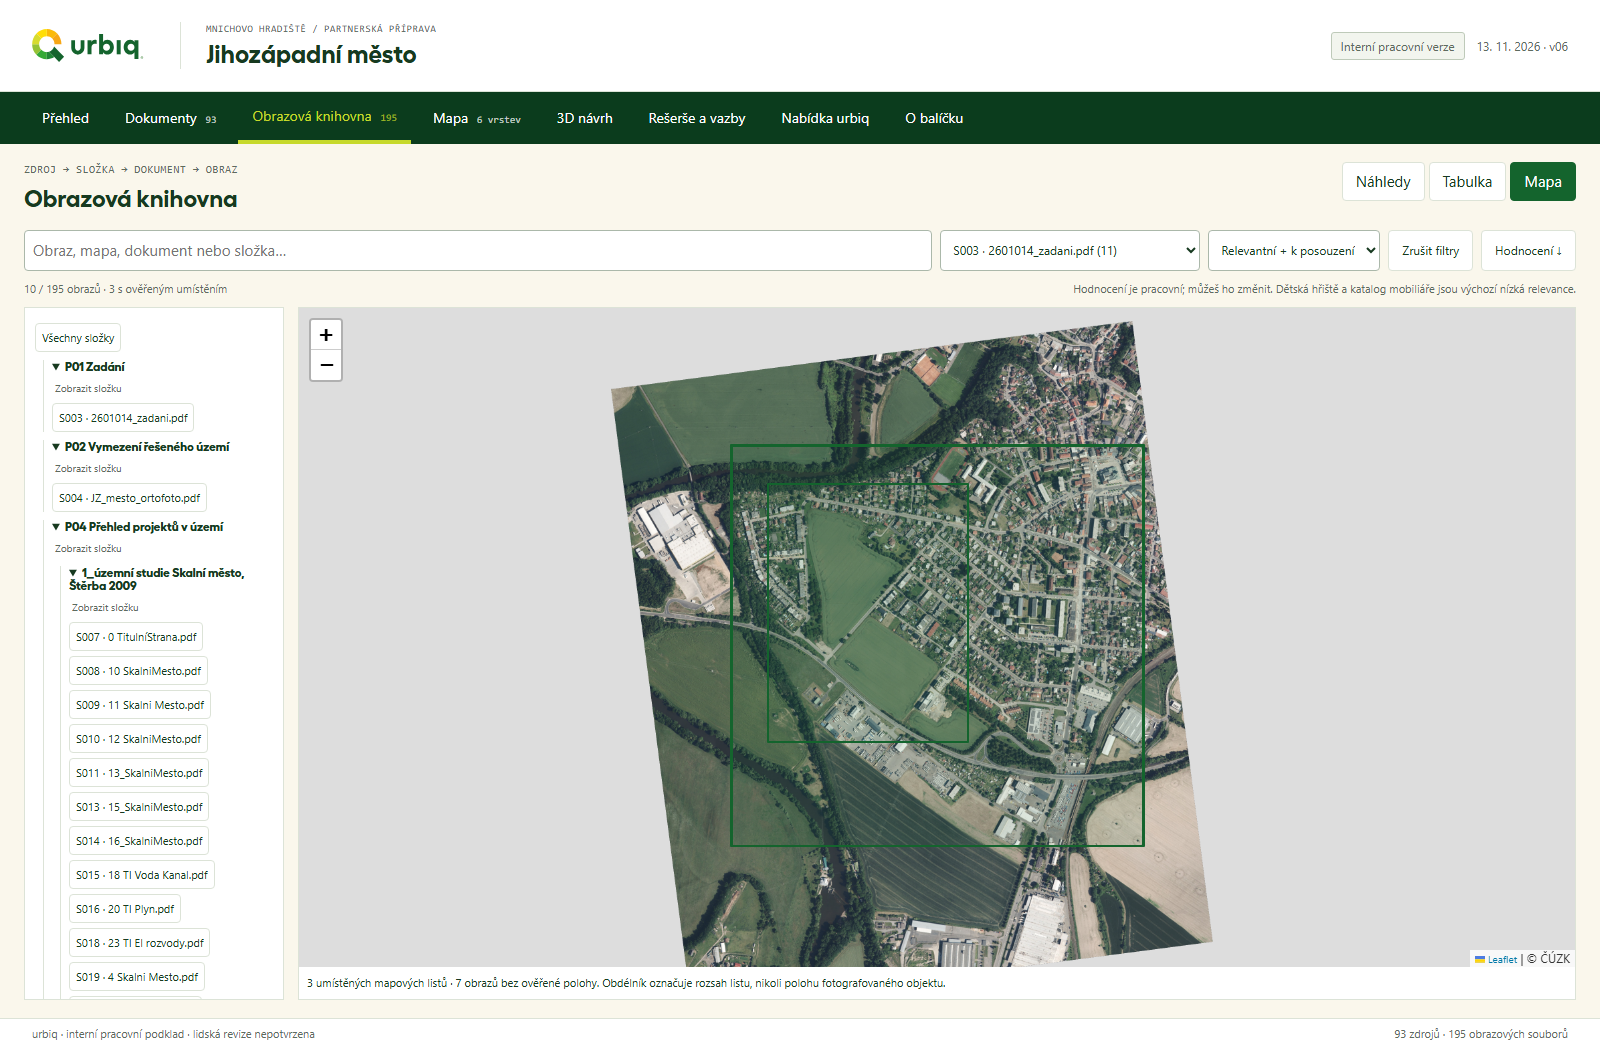 urbiq
MNICHOVO HRADIŠTĚ / PARTNERSKÁ PŘÍPRAVA
Jihozápadní město
Interní pracovní verze
13. 11. 2026 · v06
Přehled
Dokumenty 93
Obrazová knihovna 195
Mapa 6 vrstev
3D návrh
Rešerše a vazby
Nabídka urbiq
O balíčku
ZDROJ → SLOŽKA → DOKUMENT → OBRAZ
Obrazová knihovna
Náhledy
Tabulka
Mapa
Obraz, mapa, dokument nebo složka...
S003 · 2601014_zadani.pdf (11)
Relevantní + k posouzení
Zrušit filtry
Hodnocení ↓
10 / 195 obrazů · 3 s ověřeným umístěním
Hodnocení je pracovní; můžeš ho změnit. Dětská hřiště a katalog mobiliáře jsou výchozí nízká relevance.
Všechny složky
▼ P01 Zadání
Zobrazit složku
S003 · 2601014_zadani.pdf
▼ P02 Vymezení řešeného území
Zobrazit složku
S004 · JZ_mesto_ortofoto.pdf
▼ P04 Přehled projektů v území
Zobrazit složku
▼ 1_územní studie Skalní město,
Štěrba 2009
Zobrazit složku
S007 · 0 TitulníStrana.pdf
S008 · 10 SkalniMesto.pdf
S009 · 11 Skalni Mesto.pdf
S010 · 12 SkalniMesto.pdf
S011 · 13_SkalniMesto.pdf
S013 · 15_SkalniMesto.pdf
S014 · 16_SkalniMesto.pdf
S015 · 18 TI Voda Kanal.pdf
S016 · 20 TI Plyn.pdf
S018 · 23 TI El rozvody.pdf
S019 · 4 Skalni Mesto.pdf
+
−
Leaflet | © ČÚZK
3 umístěných mapových listů · 7 obrazů bez ověřené polohy. Obdélník označuje rozsah listu, nikoli polohu fotografovaného objektu.
urbiq · interní pracovní podklad · lidská revize nepotvrzena
93 zdrojů · 195 obrazových souborů